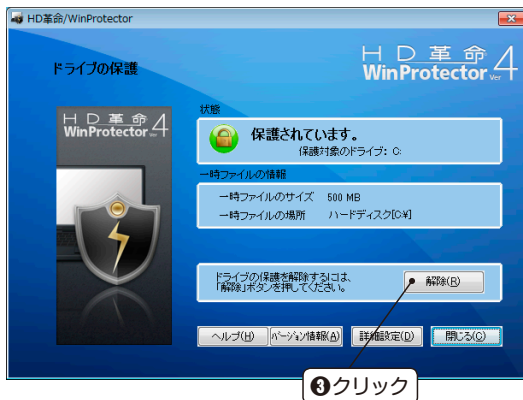 HD革命/WinProtector
ドライブの保護
HD革命
WinProtector Ver 4
HD革命
WinProtector Ver 4
状態
保護されています。
保護対象のドライブ: C:
一時ファイルの情報
一時ファイルのサイズ 500 MB
一時ファイルの場所 ハードディスク[C:¥]
ドライブの保護を解除するには、
「解除」ボタンを押してください。
解除(R)
ヘルプ(H) バージョン情報(A) 詳細設定(D) 閉じる(C)
❸クリック